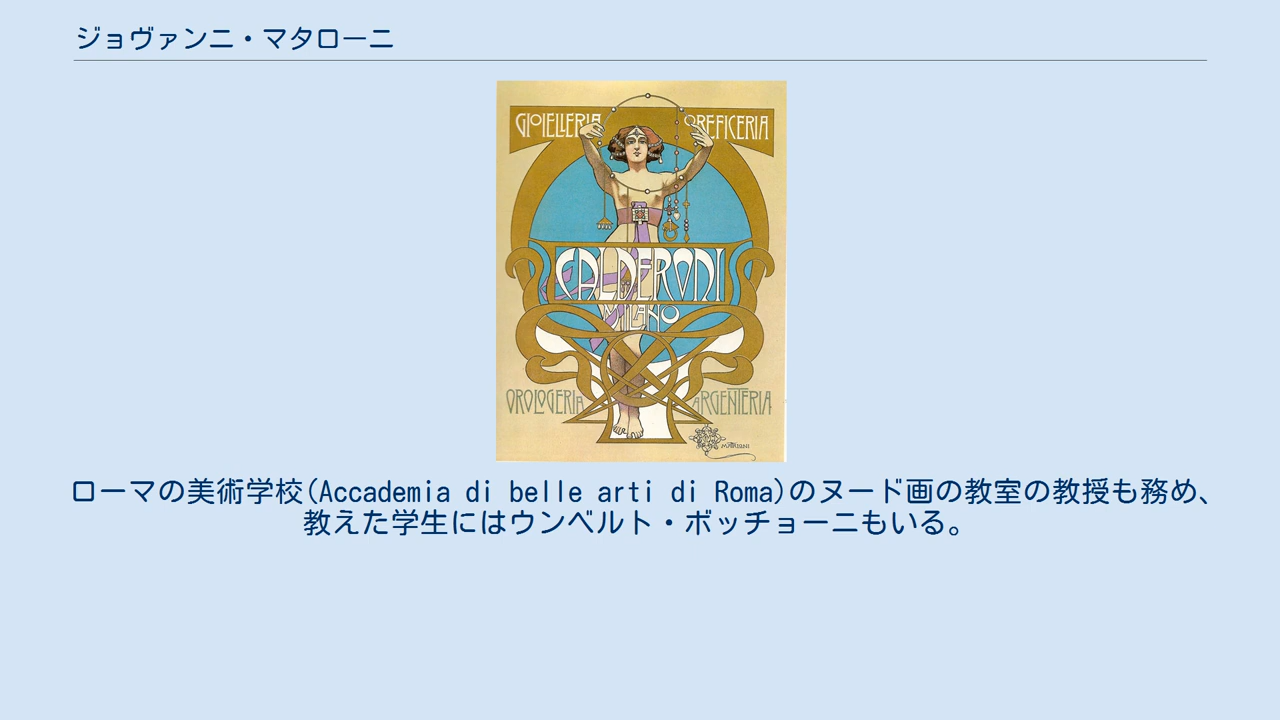 ジョヴァンニ・マタローニ
GIOIELLERIA OREFICERIA
CALDERONI
MILANO
OROLOGERIA ARGENTERIA
ローマの美術学校(Accademia di belle arti di Roma)のヌード画の教室の教授も務め、
教えた学生にはウンベルト・ボッチョーニもいる。